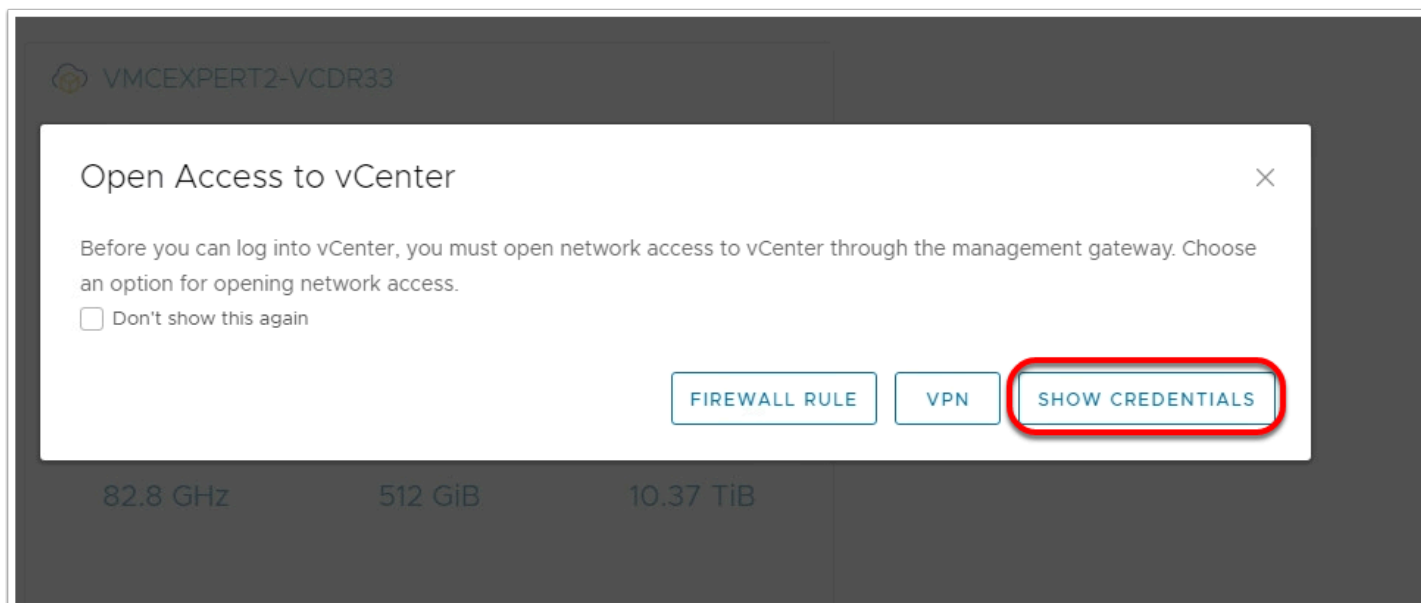 VMCEXPERT2-VCDR33
Open Access to vCenter
Before you can log into vCenter, you must open network access to vCenter through the management gateway. Choose
an option for opening network access.
Don't show this again
FIREWALL RULE VPN SHOW CREDENTIALS
82.8 GHz 512 GiB 10.37 TiB